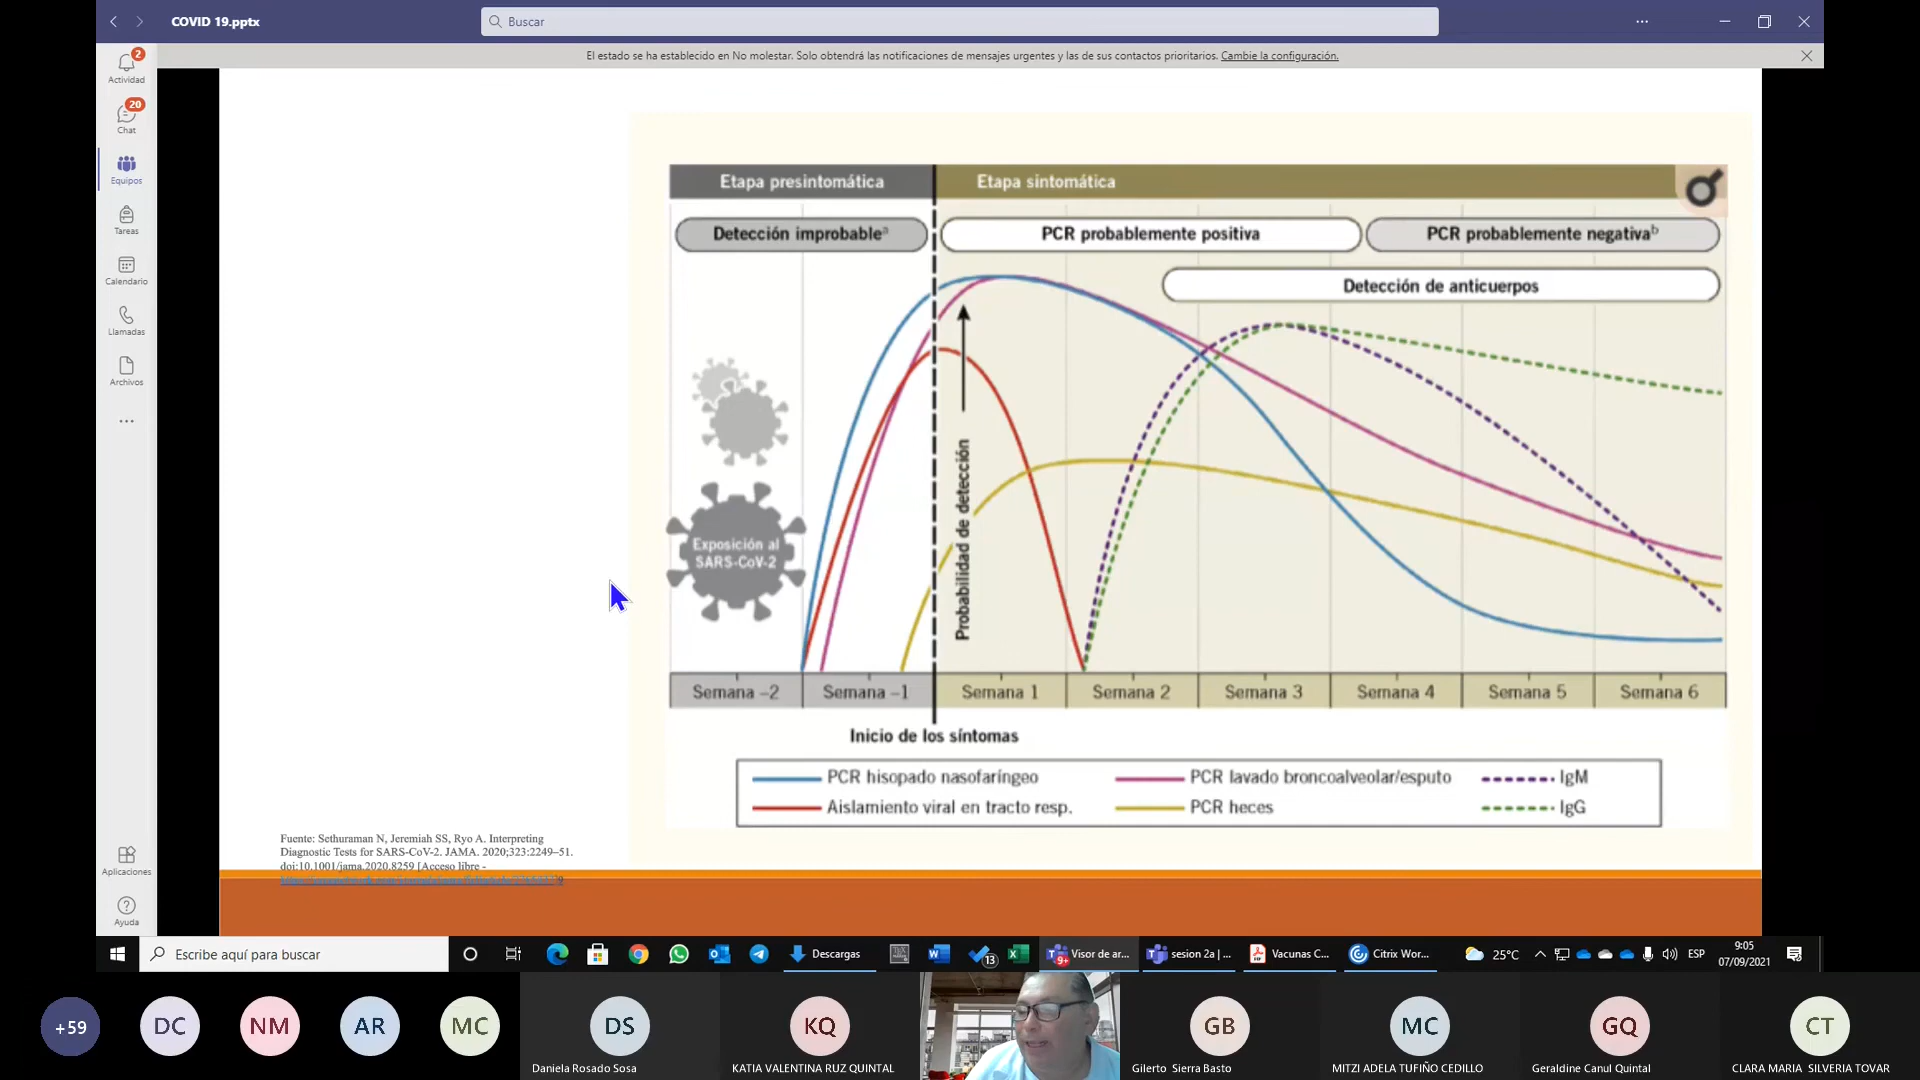 COVID 19.pptx
Buscar
El estado se ha establecido en No molestar. Solo obtendrá las notificaciones de mensajes urgentes y las de sus contactos prioritarios. Cambie la configuración.
2
Actividad
20
Chat
Equipos
Tareas
Calendario
Llamadas
Archivos
Aplicaciones
Ayuda
Etapa presintomática
Etapa sintomática
Detección improbableª
PCR probablemente positiva
PCR probablemente negativaᵇ
Detección de anticuerpos
Exposición al
SARS-CoV-2
Probabilidad de detección
Semana –2
Semana –1
Semana 1
Semana 2
Semana 3
Semana 4
Semana 5
Semana 6
Inicio de los síntomas
PCR hisopado nasofaríngeo
PCR lavado broncoalveolar/esputo
IgM
Aislamiento viral en tracto resp.
PCR heces
IgG
Fuente: Sethuraman N, Jeremiah SS, Ryo A. Interpreting
Diagnostic Tests for SARS-CoV-2. JAMA. 2020;323:2249–51.
doi:10.1001/jama.2020.8259 [Acceso libre -
Escribe aquí para buscar
Descargas
13
9+
Visor de ar...
sesion 2a | ...
Vacunas C...
Citrix Wor...
25°C
ESP
9:05
07/09/2021
+59
DC
NM
AR
MC
DS
Daniela Rosado Sosa
KQ
KATIA VALENTINA RUZ QUINTAL
GB
Gilerto Sierra Basto
MC
MITZI ADELA TUFIÑO CEDILLO
GQ
Geraldine Canul Quintal
CT
CLARA MARIA SILVERIA TOVAR